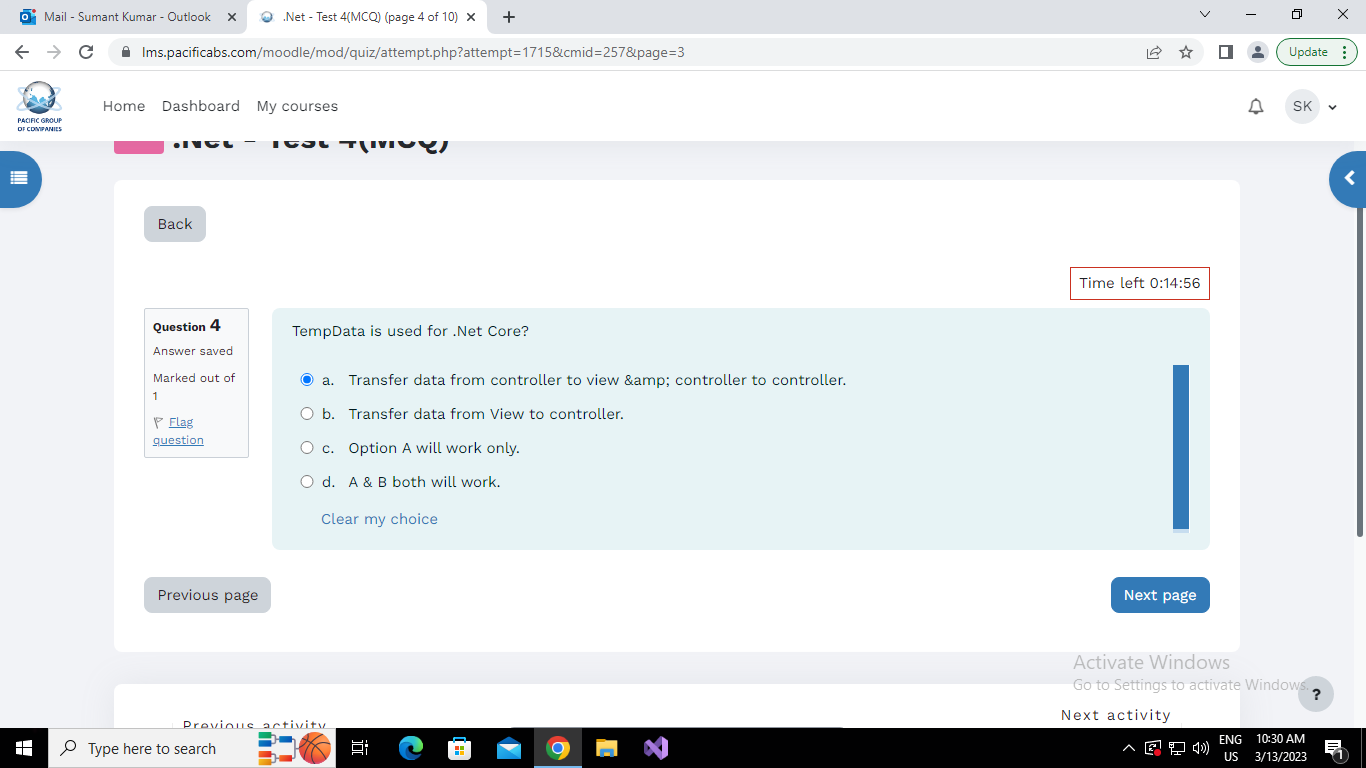 Mail - Sumant Kumar - Outlook
.Net - Test 4(MCQ) (page 4 of 10)
lms.pacificabs.com/moodle/mod/quiz/attempt.php?attempt=1715&cmid=257&page=3
Update
PACIFIC GROUP
OF COMPANIES
Home Dashboard My courses
SK
.Net - Test 4(MCQ)
Back
Time left 0:14:56
Question 4
Answer saved
Marked out of
1
Flag
question
TempData is used for .Net Core?
a. Transfer data from controller to view &amp; controller to controller.
b. Transfer data from View to controller.
c. Option A will work only.
d. A & B both will work.
Clear my choice
Previous page
Next page
Activate Windows
Go to Settings to activate Windows.
?
Previous activity
Next activity
Type here to search
ENG
US
10:30 AM
3/13/2023
1